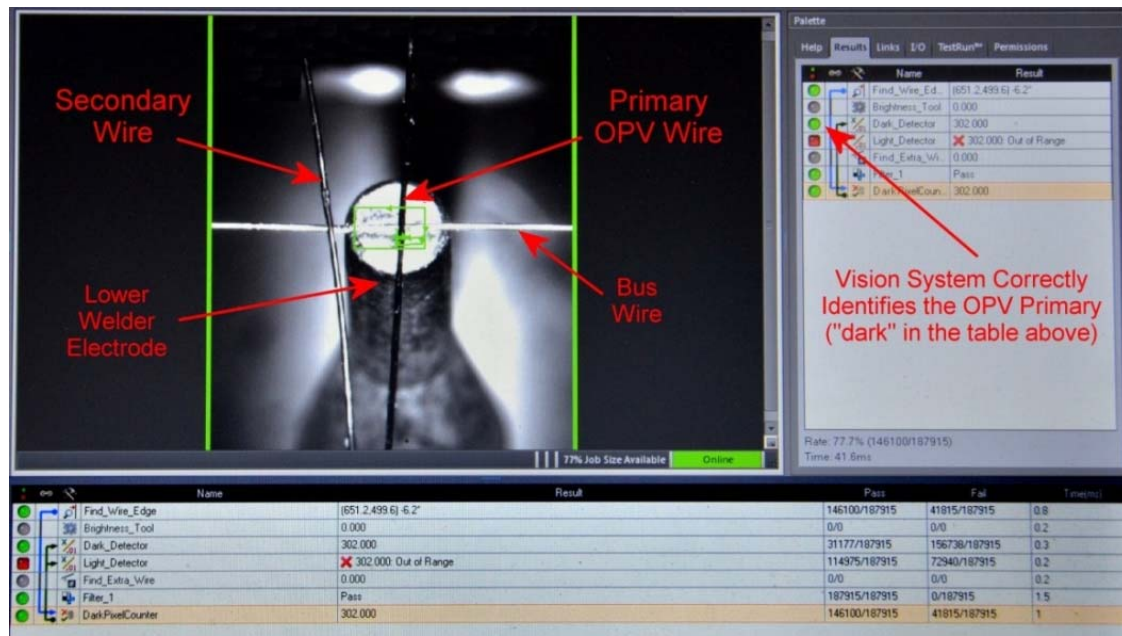 Palette
Help Results Links I/O TestRun™ Permissions
Name Result
Find_Wire_Ed... (651.2,499.6) -6.2°
Brightness_Tool 0.000
Dark_Detector 302.000
Light_Detector 302.000: Out of Range
Find_Extra_Wi... 0.000
Filter_1 Pass
DarkPixelCoun... 302.000
Secondary
Wire
Primary
OPV Wire
Lower
Welder
Electrode
Bus
Wire
Vision System Correctly
Identifies the OPV Primary
("dark" in the table above)
Rate: 77.7% (146100/187915)
Time: 41.6ms
77% Job Size Available Online
Name Result Pass Fail Time(ms)
Find_Wire_Edge (651.2,499.6) -6.2° 146100/187915 41815/187915 0.8
Brightness_Tool 0.000 0/0 0/0 0.2
Dark_Detector 302.000 31177/187915 156738/187915 0.3
Light_Detector 302.000: Out of Range 114975/187915 72940/187915 0.2
Find_Extra_Wire 0.000 0/0 0/0 0.2
Filter_1 Pass 187915/187915 0/187915 1.5
DarkPixelCounter 302.000 146100/187915 41815/187915 1